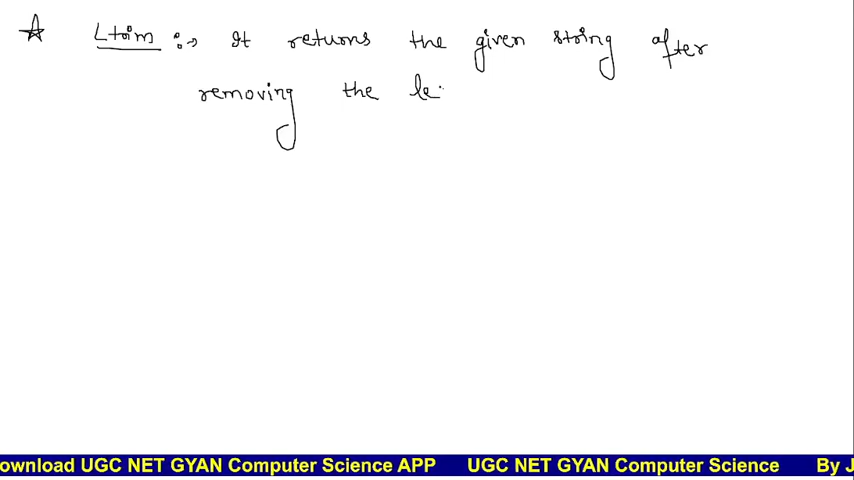 ☆ Ltrim :→ It returns the given string after
removing the le
ownload UGC NET GYAN Computer Science APP UGC NET GYAN Computer Science By J